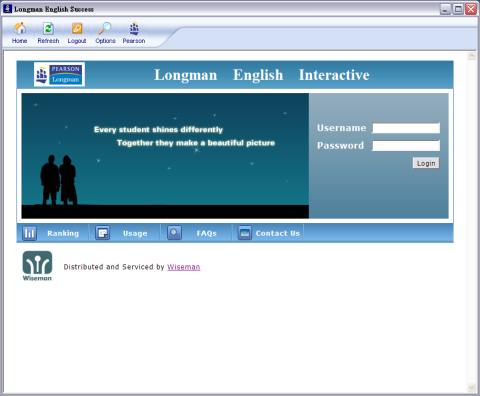 Longman English Success
Home Refresh Logout Options Pearson
PEARSON
Longman
Longman English Interactive
Every student shines differently
Together they make a beautiful picture
Username
Password
Login
Ranking Usage FAQs Contact Us
Wiseman
Distributed and Serviced by Wiseman